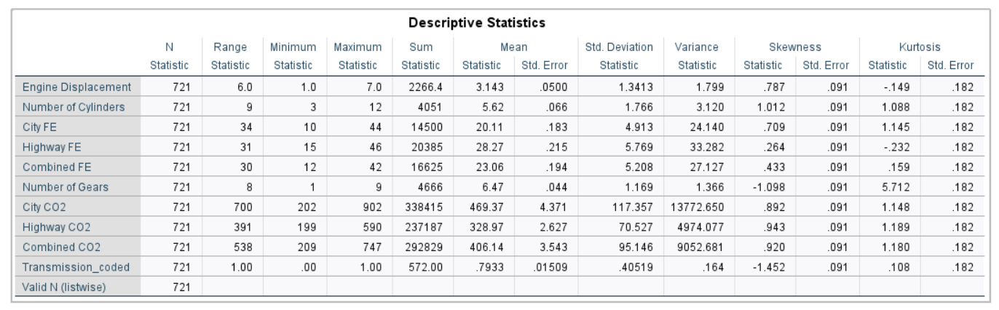 Descriptive Statistics
N Range Minimum Maximum Sum Mean Std. Deviation Variance Skewness Kurtosis
Statistic Statistic Statistic Statistic Statistic Statistic Std. Error Statistic Statistic Statistic Std. Error Statistic Std. Error
Engine Displacement 721 6.0 1.0 7.0 2266.4 3.143 .0500 1.3413 1.799 .787 .091 -.149 .182
Number of Cylinders 721 9 3 12 4051 5.62 .066 1.766 3.120 1.012 .091 1.088 .182
City FE 721 34 10 44 14500 20.11 .183 4.913 24.140 .709 .091 1.145 .182
Highway FE 721 31 15 46 20385 28.27 .215 5.769 33.282 .264 .091 -.232 .182
Combined FE 721 30 12 42 16625 23.06 .194 5.208 27.127 .433 .091 .159 .182
Number of Gears 721 8 1 9 4666 6.47 .044 1.169 1.366 -1.098 .091 5.712 .182
City CO2 721 700 202 902 338415 469.37 4.371 117.357 13772.650 .892 .091 1.148 .182
Highway CO2 721 391 199 590 237187 328.97 2.627 70.527 4974.077 .943 .091 1.189 .182
Combined CO2 721 538 209 747 292829 406.14 3.543 95.146 9052.681 .920 .091 1.180 .182
Transmission_coded 721 1.00 .00 1.00 572.00 .7933 .01509 .40519 .164 -1.452 .091 .108 .182
Valid N (listwise) 721